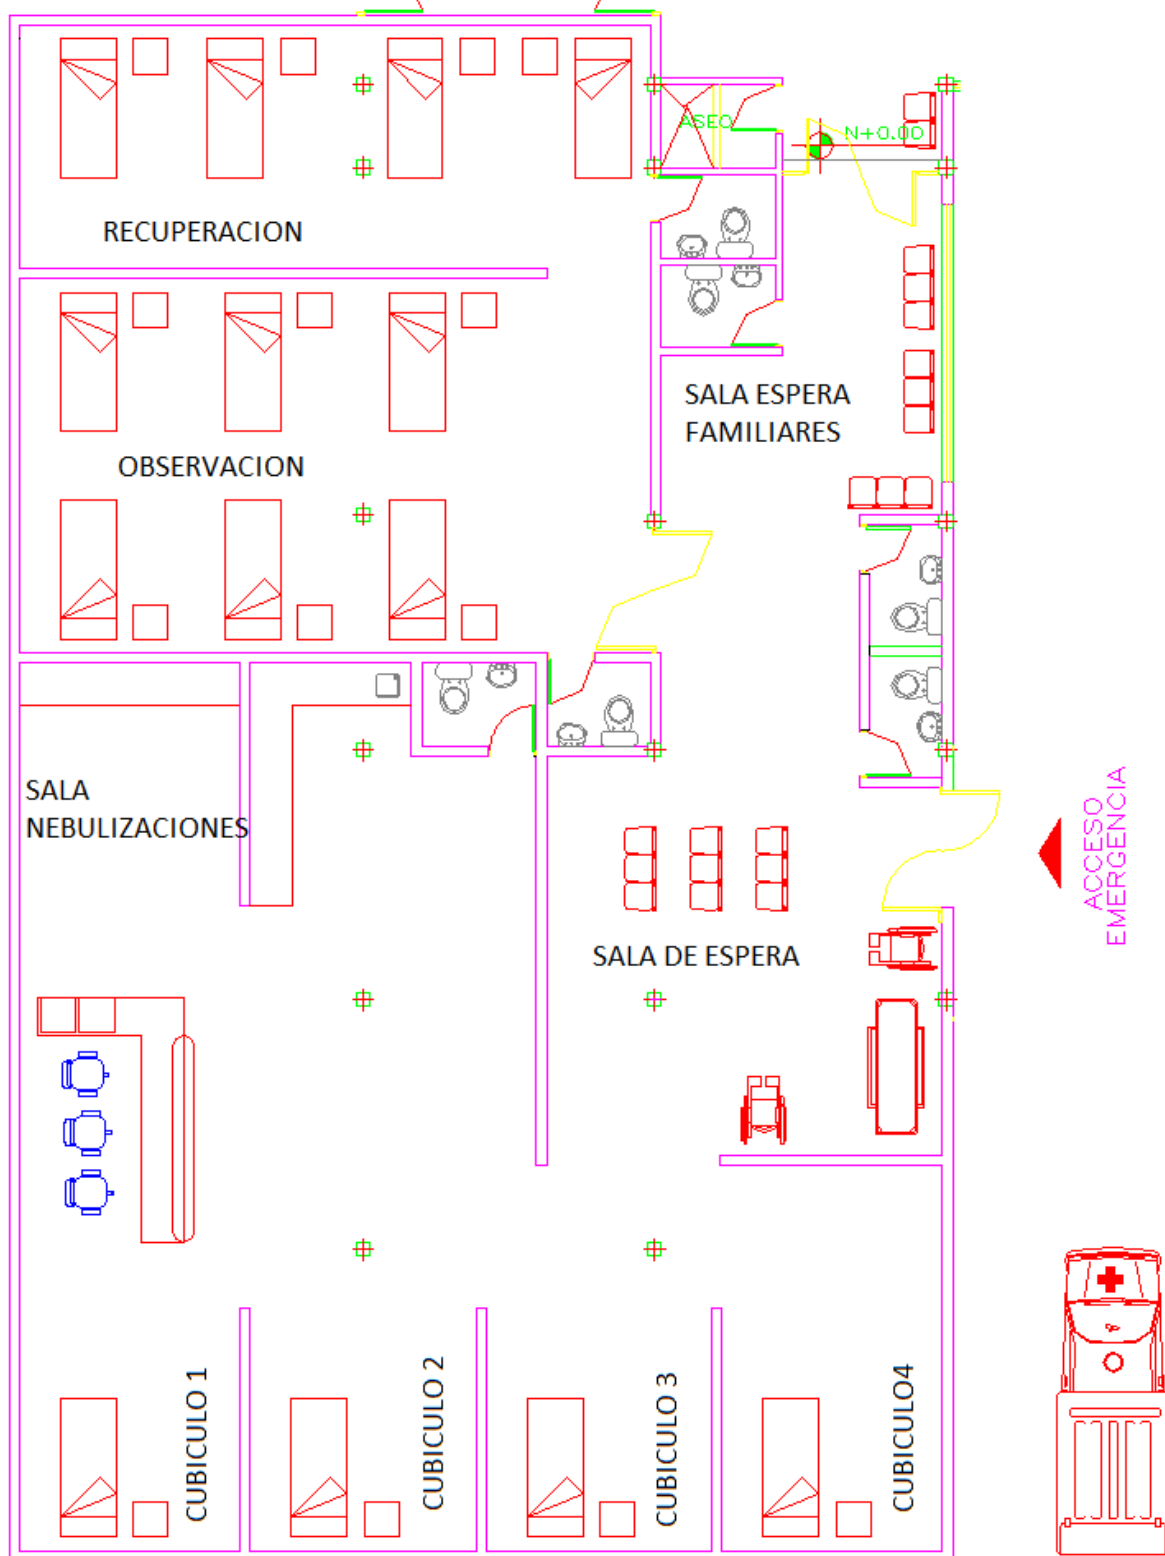 ASEO
N+0.00
RECUPERACION
SALA ESPERA
FAMILIARES
OBSERVACION
SALA
NEBULIZACIONES
ACCESO
EMERGENCIA
SALA DE ESPERA
CUBICULO 1
CUBICULO 2
CUBICULO 3
CUBICULO4